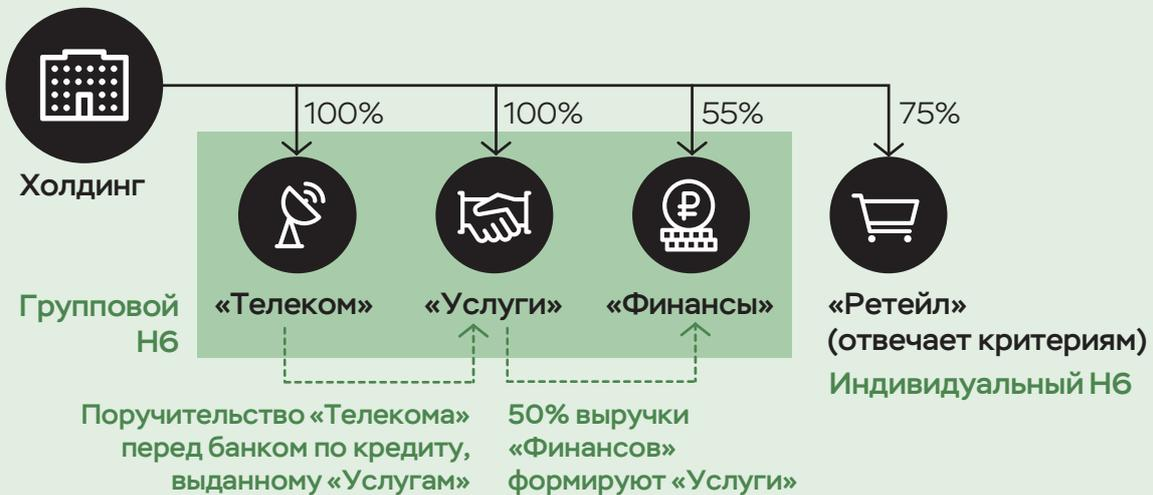 100%
100%
55%
75%
Холдинг
Групповой
Н6
«Телеком»
«Услуги»
«Финансы»
«Ретейл»
(отвечает критериям)
Индивидуальный Н6
Поручительство «Телекома»
перед банком по кредиту,
выданному «Услугам»
50% выручки
«Финансов»
формируют «Услуги»